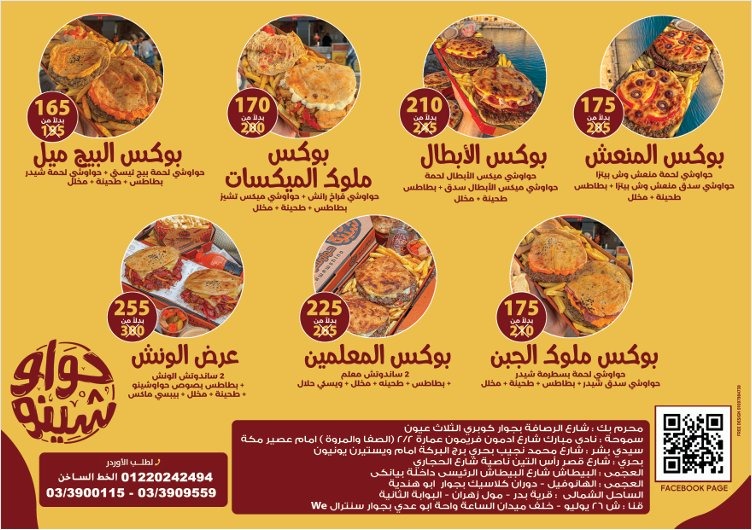 175
بدلاً من
285
بوكس المنعش
حواوشي لحمة منعش وش بيتزا
حواوشي سدق منعش وش بيتزا + بطاطس
+ طحينة + مخلل
210
بدلاً من
245
بوكس الأبطال
حواوشي ميكس الأبطال لحمة
حواوشي ميكس الأبطال سدق + بطاطس
طحينة + مخلل
170
بدلاً من
200
بوكس
ملوك الميكسات
حواوشي فراخ رانش + حواوشي ميكس تشيز
بطاطس + طحينة + مخلل
165
بدلاً من
195
بوكس البيج ميل
حواوشي لحمة بيج تيستي + حواوشي لحمة شيدر
بطاطس + طحينة + مخلل
175
بدلاً من
210
بوكس ملوك الجبن
حواوشي لحمة بسطرمة شيدر
حواوشي سدق شيدر + بطاطس + طحينة + مخلل
225
بدلاً من
265
بوكس المعلمين
2 ساندوتش معلم
+ بطاطس + طحينه + مخلل + ويسكي حلال
255
بدلاً من
300
عرض الونش
2 ساندوتش الونش
+ بطاطس بصوص حواوشينو
+ طحينة + مخلل + بيبسي ماكس
حواو
شينو
لطلب الأوردر
01220242494 الخط الساخن
03/3900115 - 03/3909559
محرم بك : شارع الرصافة بجوار كوبري الثلاث عيون
سموحة : نادي مبارك شارع ادمون فريمون عمارة ٢/٢ (الصفا والمروة) امام عصير مكة
سيدي بشر : شارع محمد نجيب بحري برج البركة امام ويستيرن يونيون
بحري : شارع قصر رأس التين ناصية شارع الحجاري
العجمي : البيطاش شارع البيطاش الرئيسى داخلة بيانكى
العجمى : الهانوفيل - دوران كلاسيك بجوار ابو هندية
الساحل الشمالى : قرية بدر - مول زهران - البوابة الثانية
قنا : ش ٢٦ يوليو - خلف ميدان الساعة واحة ابو عدي بجوار سنترال We
FACEBOOK PAGE